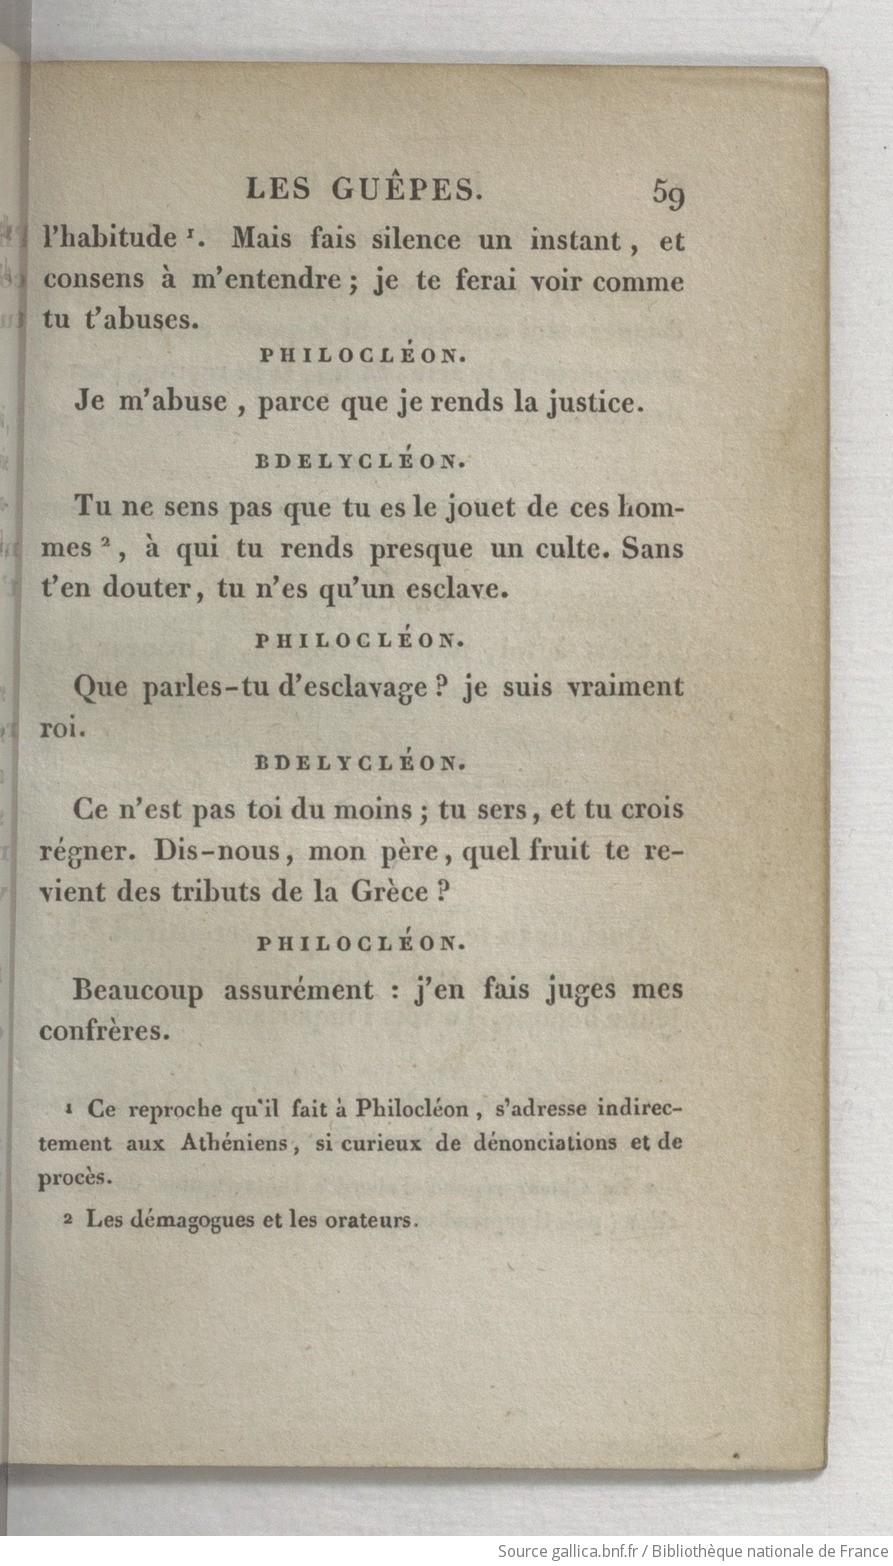 LES GUÊPES. 59
l'habitude ¹. Mais fais silence un instant, et
consens à m'entendre ; je te ferai voir comme
tu t'abuses.
PHILOCLÉON.
Je m'abuse, parce que je rends la justice.
BDELYCLÉON.
Tu ne sens pas que tu es le jouet de ces hom-
mes ², à qui tu rends presque un culte. Sans
t'en douter, tu n'es qu'un esclave.
PHILOCLÉON.
Que parles-tu d'esclavage ? je suis vraiment
roi.
BDELYCLÉON.
Ce n'est pas toi du moins ; tu sers, et tu crois
régner. Dis-nous, mon père, quel fruit te re-
vient des tributs de la Grèce ?
PHILOCLÉON.
Beaucoup assurément : j'en fais juges mes
confrères.
1 Ce reproche qu'il fait à Philocléon, s'adresse indirec-
tement aux Athéniens, si curieux de dénonciations et de
procès.
2 Les démagogues et les orateurs.
Source gallica.bnf.fr / Bibliothèque nationale de France